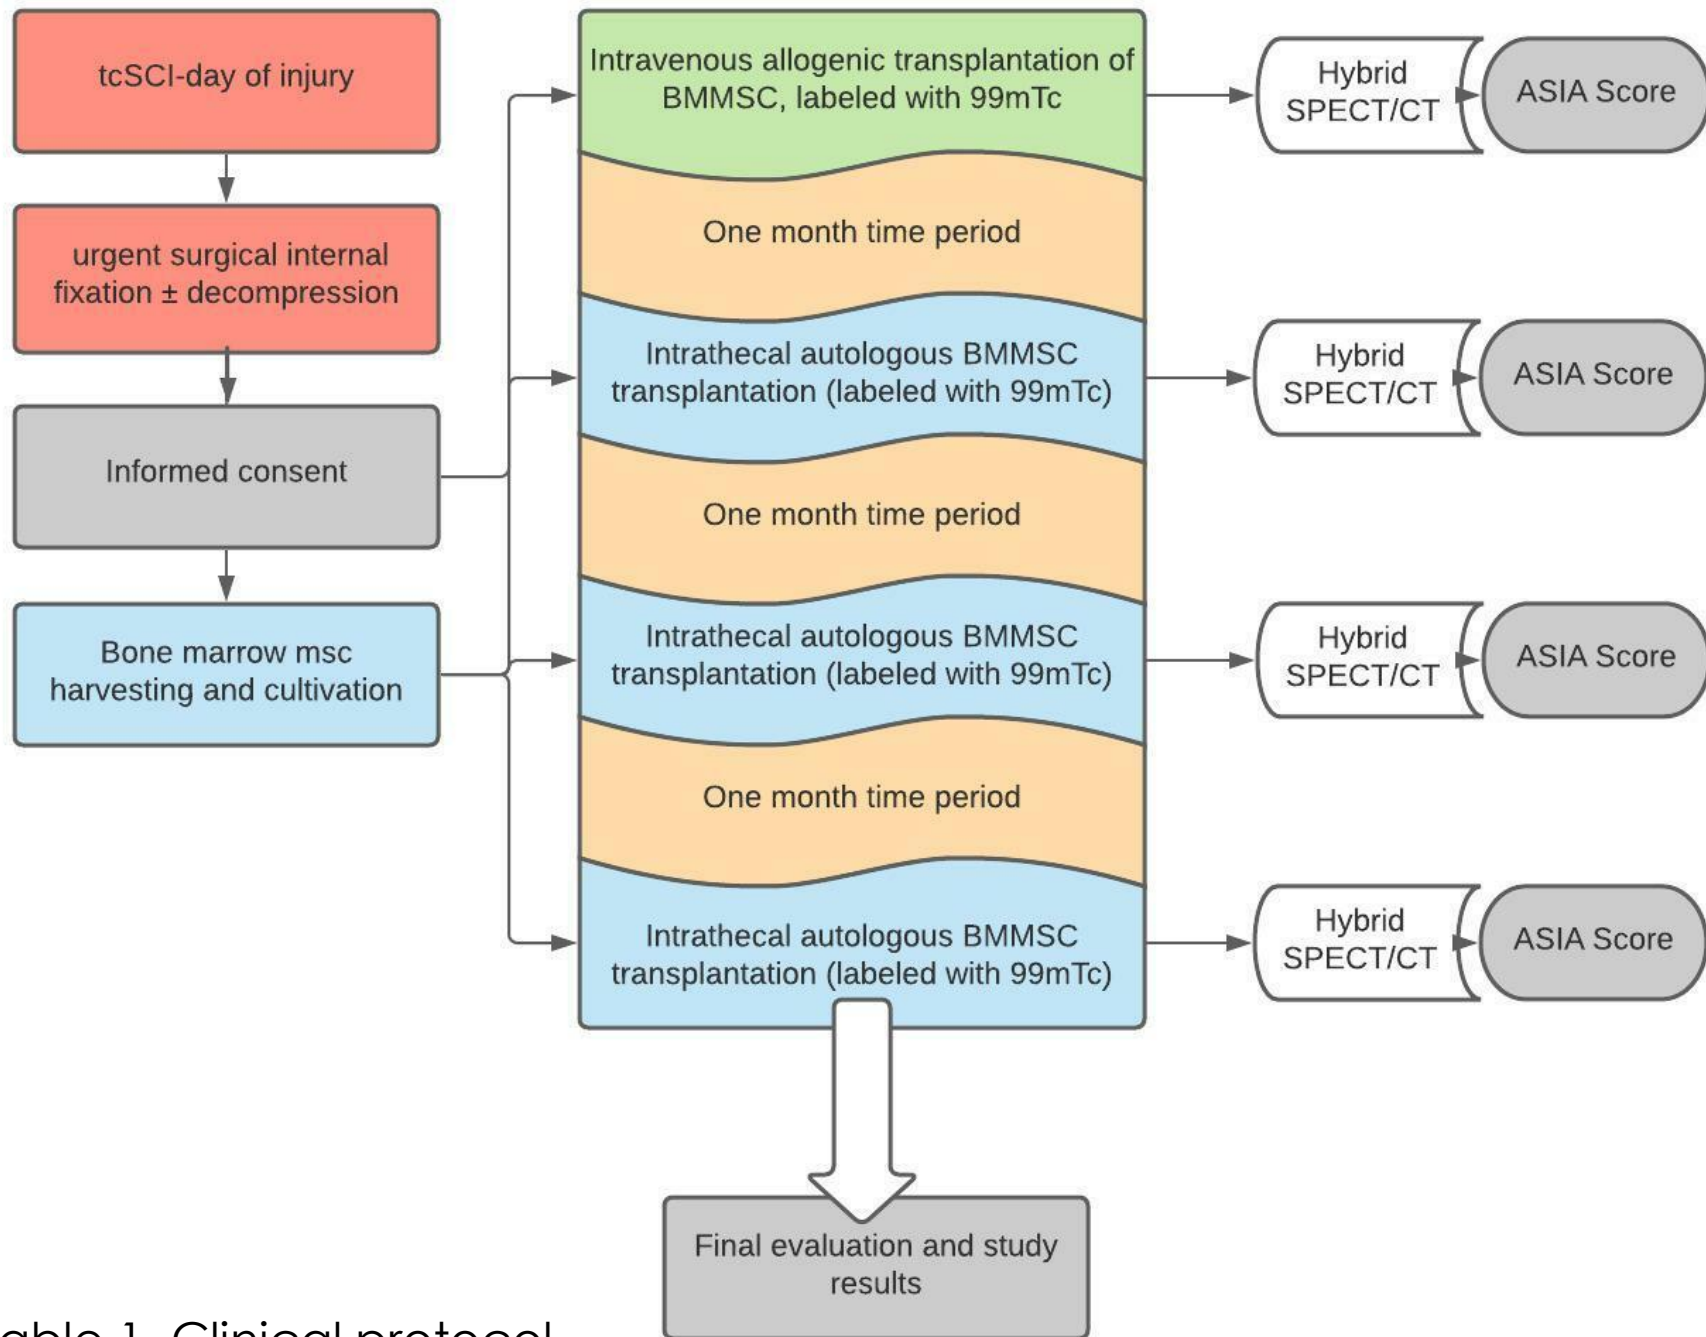 tcSCI-day of injury
urgent surgical internal
fixation ± decompression
Informed consent
Bone marrow msc
harvesting and cultivation
Intravenous allogenic transplantation of
BMMSC, labeled with 99mTc
One month time period
Intrathecal autologous BMMSC
transplantation (labeled with 99mTc)
One month time period
Intrathecal autologous BMMSC
transplantation (labeled with 99mTc)
One month time period
Intrathecal autologous BMMSC
transplantation (labeled with 99mTc)
Hybrid
SPECT/CT
ASIA Score
Hybrid
SPECT/CT
ASIA Score
Hybrid
SPECT/CT
ASIA Score
Hybrid
SPECT/CT
ASIA Score
Final evaluation and study
results
1. Clinical protocol